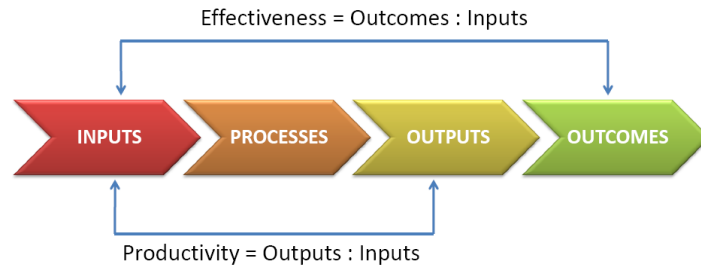 Effectiveness = Outcomes : Inputs
INPUTS
PROCESSES
OUTPUTS
OUTCOMES
Productivity = Outputs : Inputs